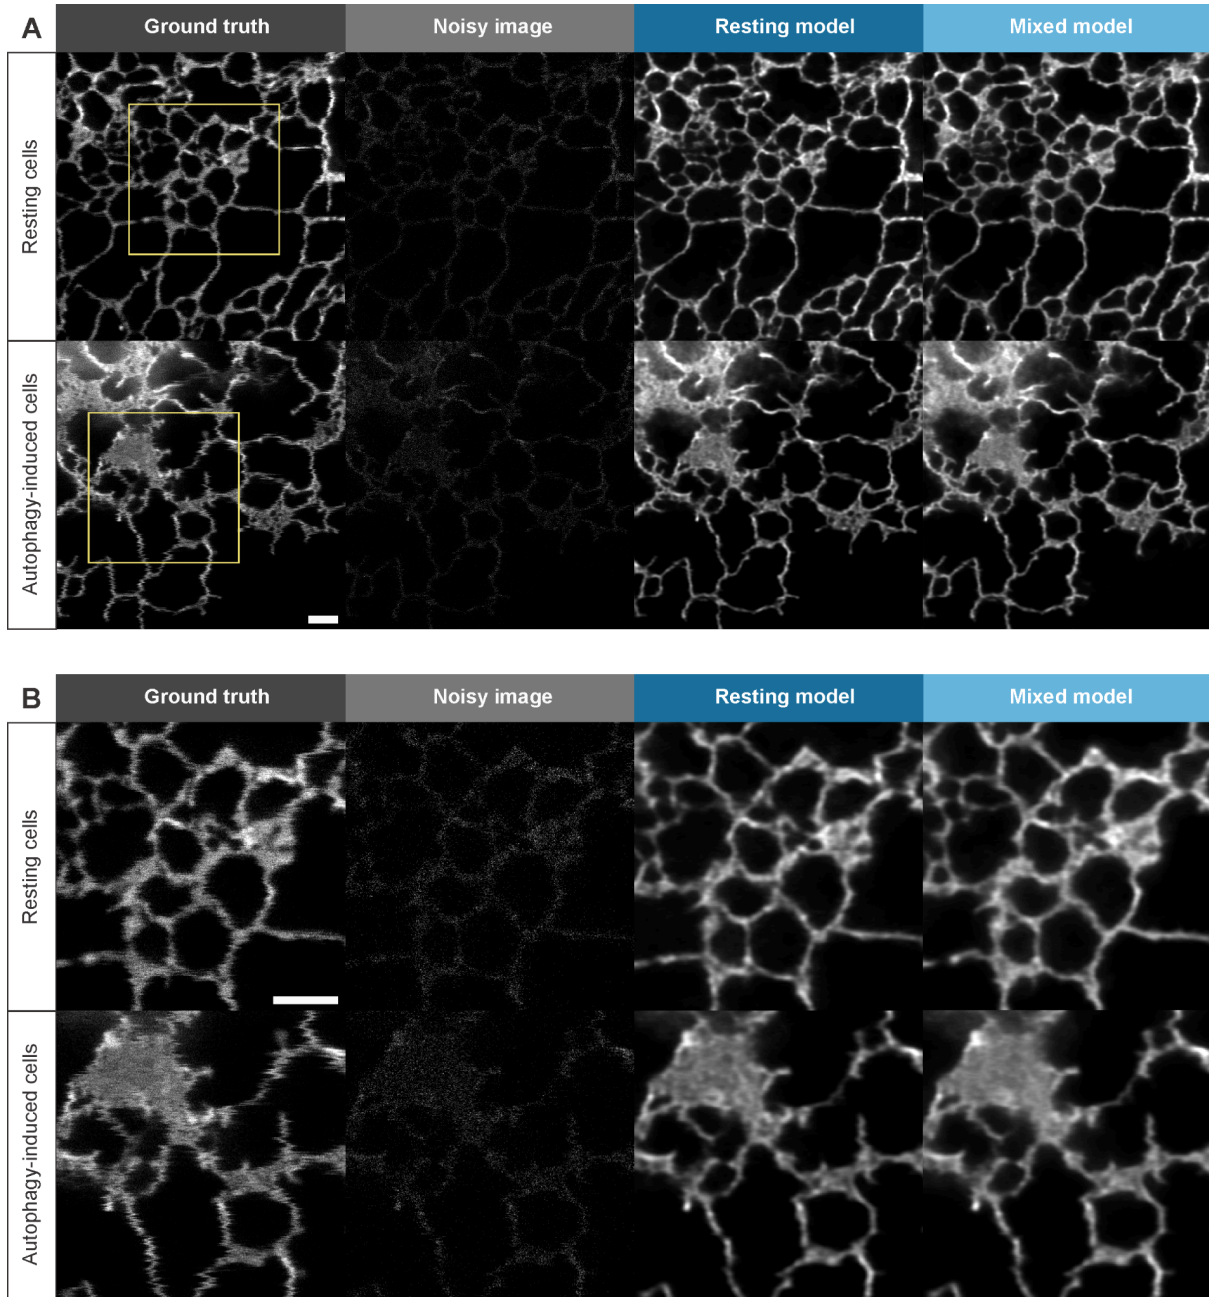 A
Ground truth
Noisy image
Resting model
Mixed model
Resting cells
Autophagy-induced cells
B
Ground truth
Noisy image
Resting model
Mixed model
Resting cells
Autophagy-induced cells